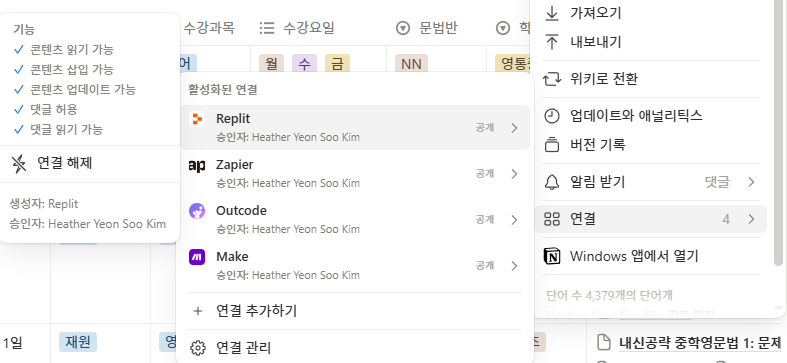 기능
콘텐츠 읽기 가능
콘텐츠 삽입 가능
콘텐츠 업데이트 가능
댓글 허용
댓글 읽기 가능
연결 해제
생성자: Replit
승인자: Heather Yeon Soo Kim
수강과목
수강요일
문법반
학
어
월 수 금
NN
영통중
활성화된 연결
Replit
승인자: Heather Yeon Soo Kim
공개
Zapier
승인자: Heather Yeon Soo Kim
공개
Outcode
승인자: Heather Yeon Soo Kim
공개
Make
승인자: Heather Yeon Soo Kim
공개
연결 추가하기
연결 관리
가져오기
내보내기
위키로 전환
업데이트와 애널리틱스
버전 기록
알림 받기 댓글
연결 4
Windows 앱에서 열기
단어 수 4,379개의 단어개
1일
재원
내신공략 중학영문법 1: 문제